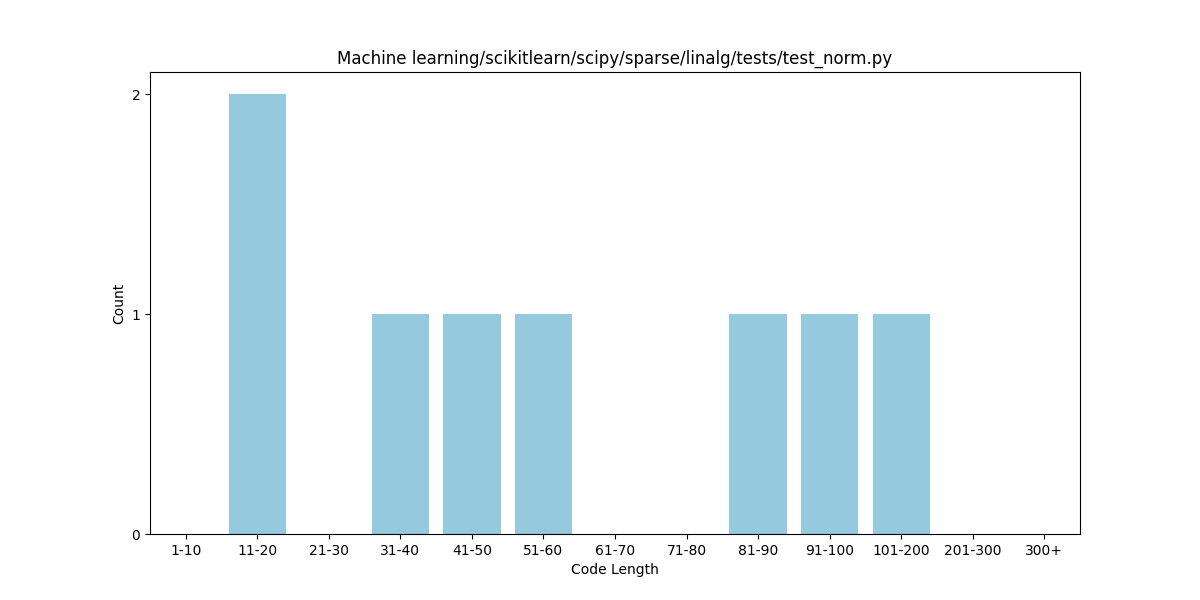 Machine learning/scikitlearn/scipy/sparse/linalg/tests/test_norm.py
2
1
0
Count
1-10 11-20 21-30 31-40 41-50 51-60 61-70 71-80 81-90 91-100 101-200 201-300 300+
Code Length